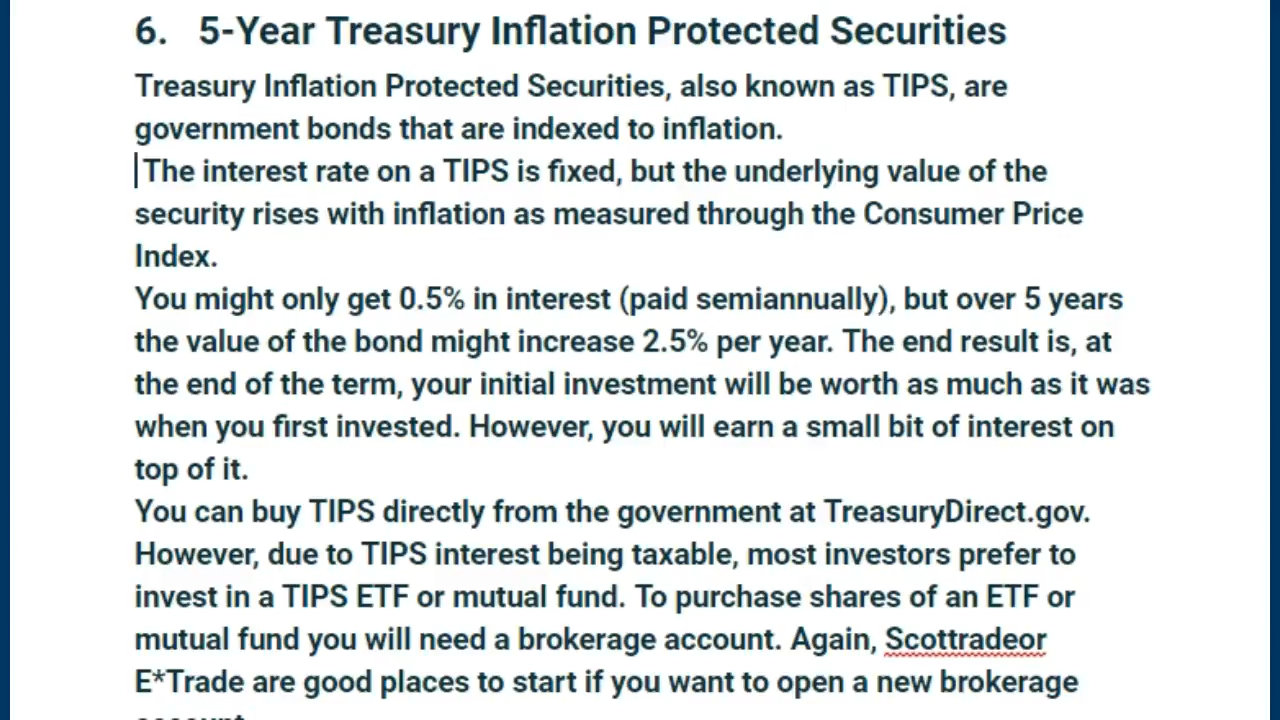 6. 5-Year Treasury Inflation Protected Securities
Treasury Inflation Protected Securities, also known as TIPS, are
government bonds that are indexed to inflation.
The interest rate on a TIPS is fixed, but the underlying value of the
security rises with inflation as measured through the Consumer Price
Index.
You might only get 0.5% in interest (paid semiannually), but over 5 years
the value of the bond might increase 2.5% per year. The end result is, at
the end of the term, your initial investment will be worth as much as it was
when you first invested. However, you will earn a small bit of interest on
top of it.
You can buy TIPS directly from the government at TreasuryDirect.gov.
However, due to TIPS interest being taxable, most investors prefer to
invest in a TIPS ETF or mutual fund. To purchase shares of an ETF or
mutual fund you will need a brokerage account. Again, Scottradeor
E*Trade are good places to start if you want to open a new brokerage